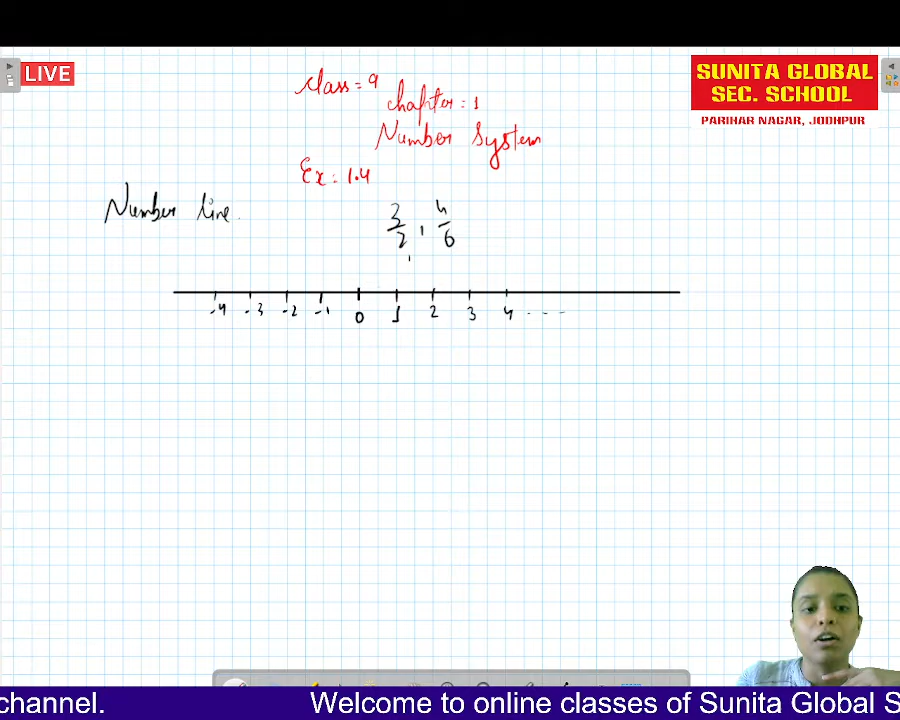 LIVE
Class = 9
Chapter : 1
Number System
Ex = 1.4
SUNITA GLOBAL
SEC. SCHOOL
PARIHAR NAGAR, JODHPUR
Number line.
3/2 , 4/6
-4 -3 -2 -1 0 1 2 3 4 - - -
channel. Welcome to online classes of Sunita Global S